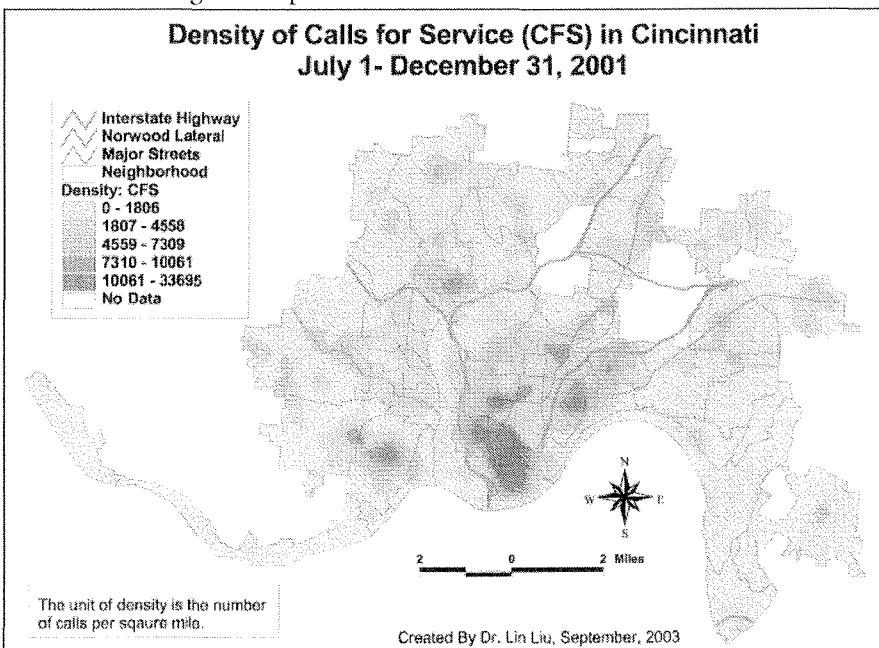 Density of Calls for Service (CFS) in Cincinnati
July 1- December 31, 2001
Interstate Highway
Norwood Lateral
Major Streets
Neighborhood
Density: CFS
0 - 1806
1807 - 4558
4559 - 7309
7310 - 10061
10061 - 33695
No Data
N
W E
S
2 0 2 Miles
The unit of density is the number
of calls per sqaure mile.
Created By Dr. Lin Liu, September, 2003